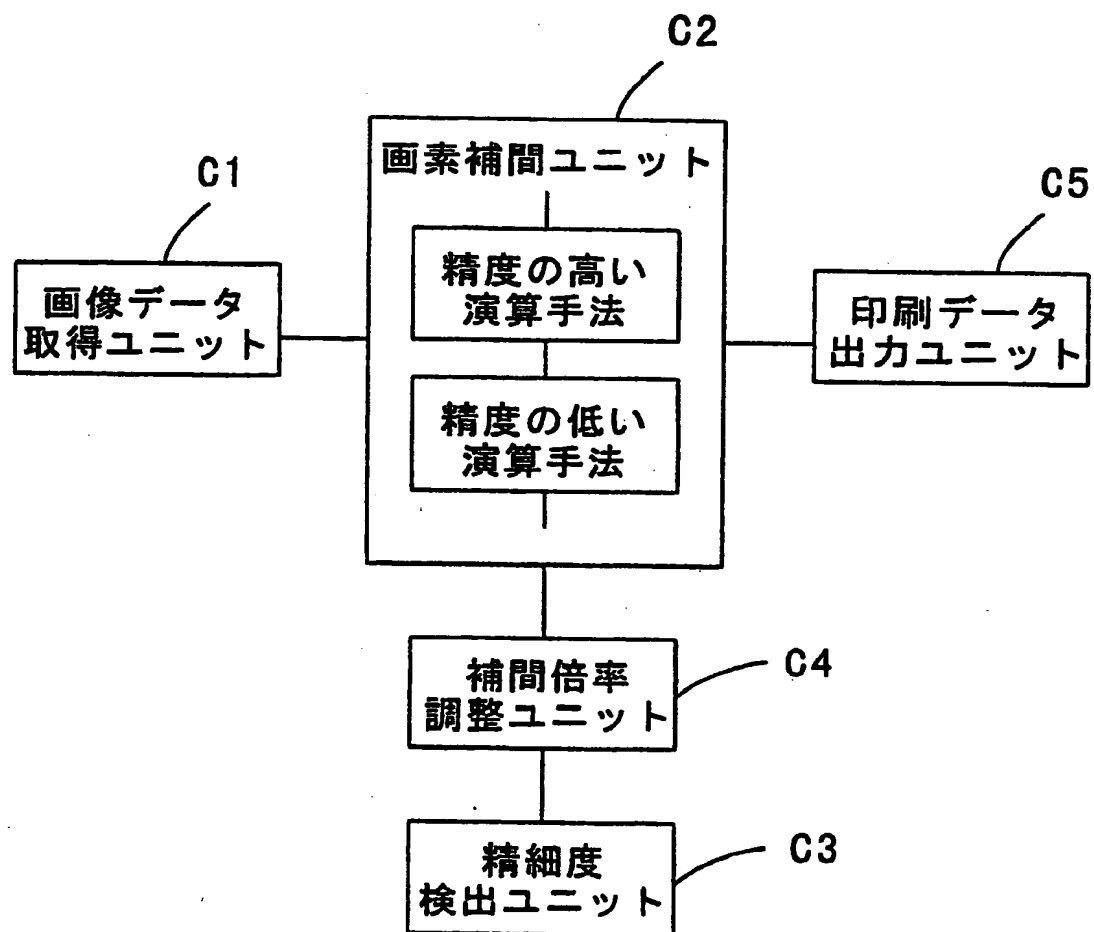 C2
画素補間ユニット
C1
C5
精度の高い
演算手法
画像データ
取得ユニット
印刷データ
出力ユニット
精度の低い
演算手法
補間倍率
調整ユニット
C4
精細度
検出ユニット
C3